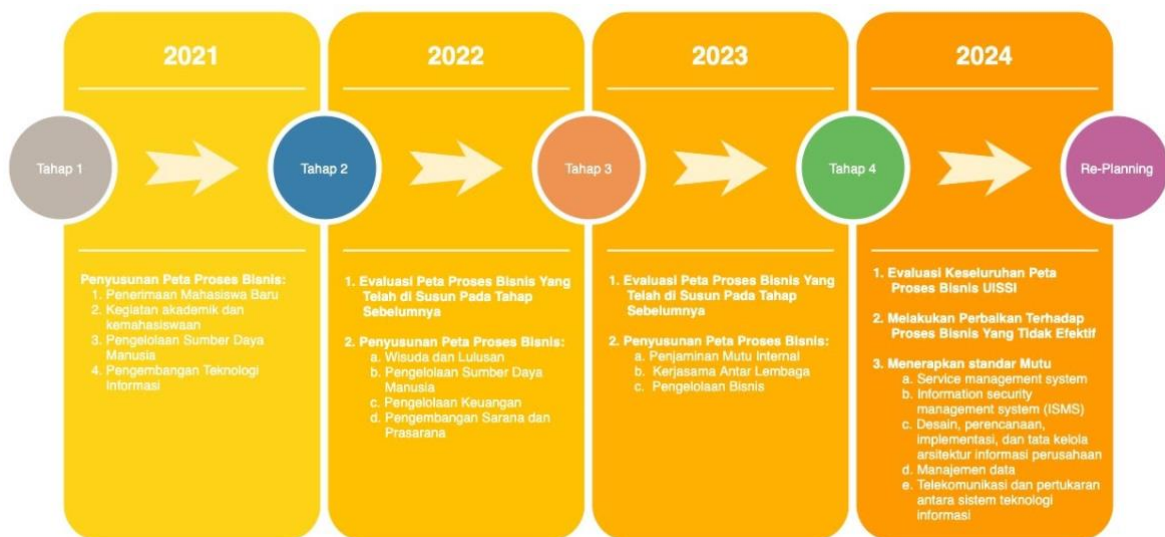 2021
2022
2023
2024
Tahap 1
Tahap 2
Tahap 3
Tahap 4
Re-Planning
Penyusunan Peta Proses Bisnis:
1. Penerimaan Mahasiswa Baru
2. Kegiatan akademik dan
kemahasiswaan
3. Pengelolaan Sumber Daya
Manusia
4. Pengembangan Teknologi
Informasi
1. Evaluasi Peta Proses Bisnis Yang
Telah di Susun Pada Tahap
Sebelumnya
2. Penyusunan Peta Proses Bisnis:
a. Wisuda dan Lulusan
b. Pengelolaan Sumber Daya
Manusia
c. Pengelolaan Keuangan
d. Pengembangan Sarana dan
Prasarana
1. Evaluasi Peta Proses Bisnis Yang
Telah di Susun Pada Tahap
Sebelumnya
2. Penyusunan Peta Proses Bisnis:
a. Penjaminan Mutu Internal
b. Kerjasama Antar Lembaga
c. Pengelolaan Bisnis
1. Evaluasi Keseluruhan Peta
Proses Bisnis UISSI
2. Melakukan Perbaikan Terhadap
Proses Bisnis Yang Tidak Efektif
3. Menerapkan standar Mutu
a. Service management system
b. Information security
management system (ISMS)
c. Desain, perencanaan,
implementasi, dan tata kelola
arsitektur informasi perusahaan
d. Manajemen data
e. Telekomunikasi dan pertukaran
antara sistem teknologi
informasi